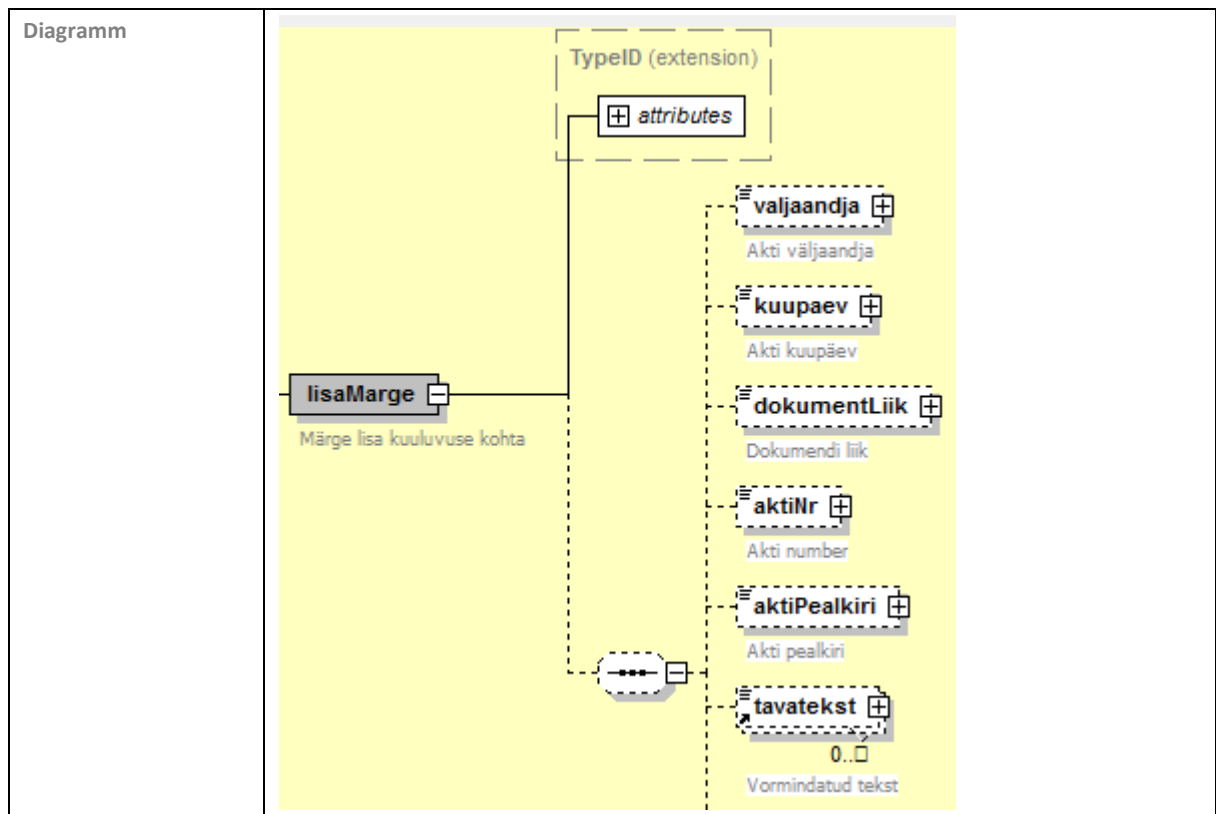 Diagramm
TypeID (extension)
attributes
valjaandja
Akti väljaandja
kuupaev
Akti kuupäev
lisaMarge
Märge lisa kuuluvuse kohta
dokumentLiik
Dokumendi liik
aktiNr
Akti number
aktiPealkiri
Akti pealkiri
tavatekst
0..□
Vormindatud tekst